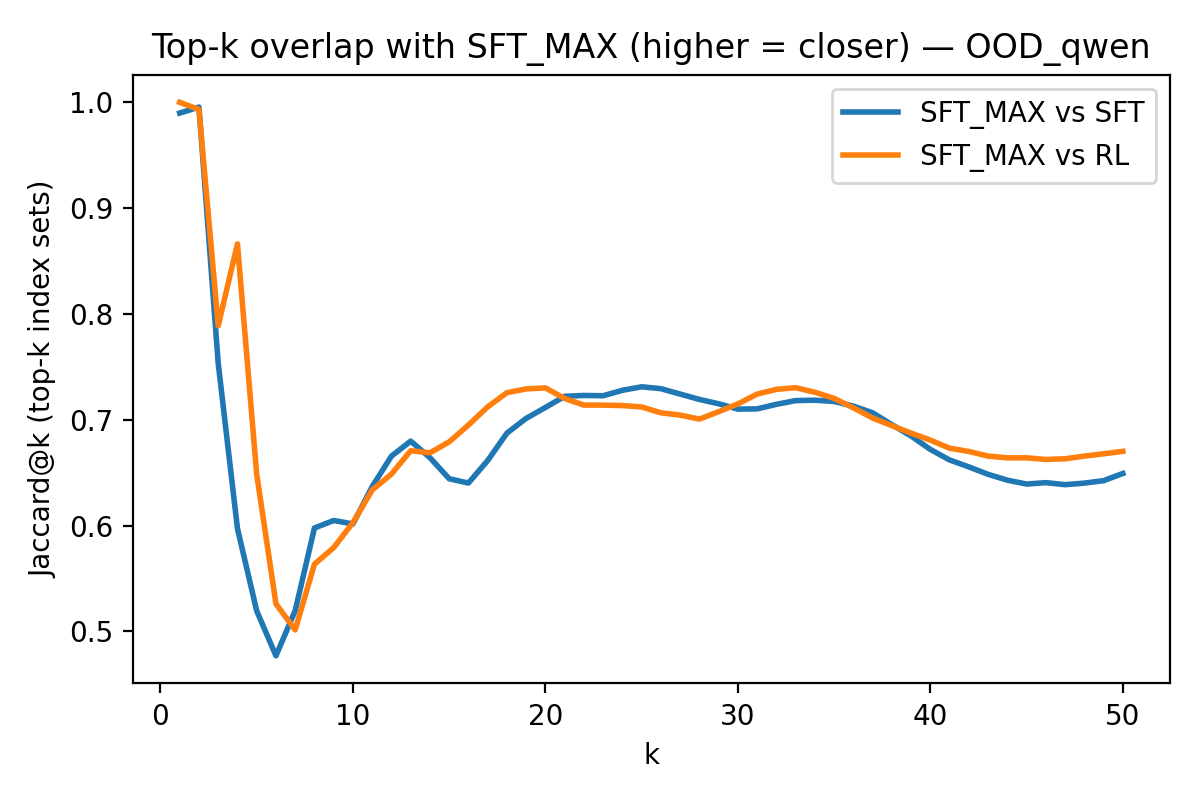 Top-k overlap with SFT_MAX (higher = closer) — OOD_qwen
SFT_MAX vs SFT
SFT_MAX vs RL
Jaccard@k (top-k index sets)
1.0
0.9
0.8
0.7
0.6
0.5
0
10
20
30
40
50
k